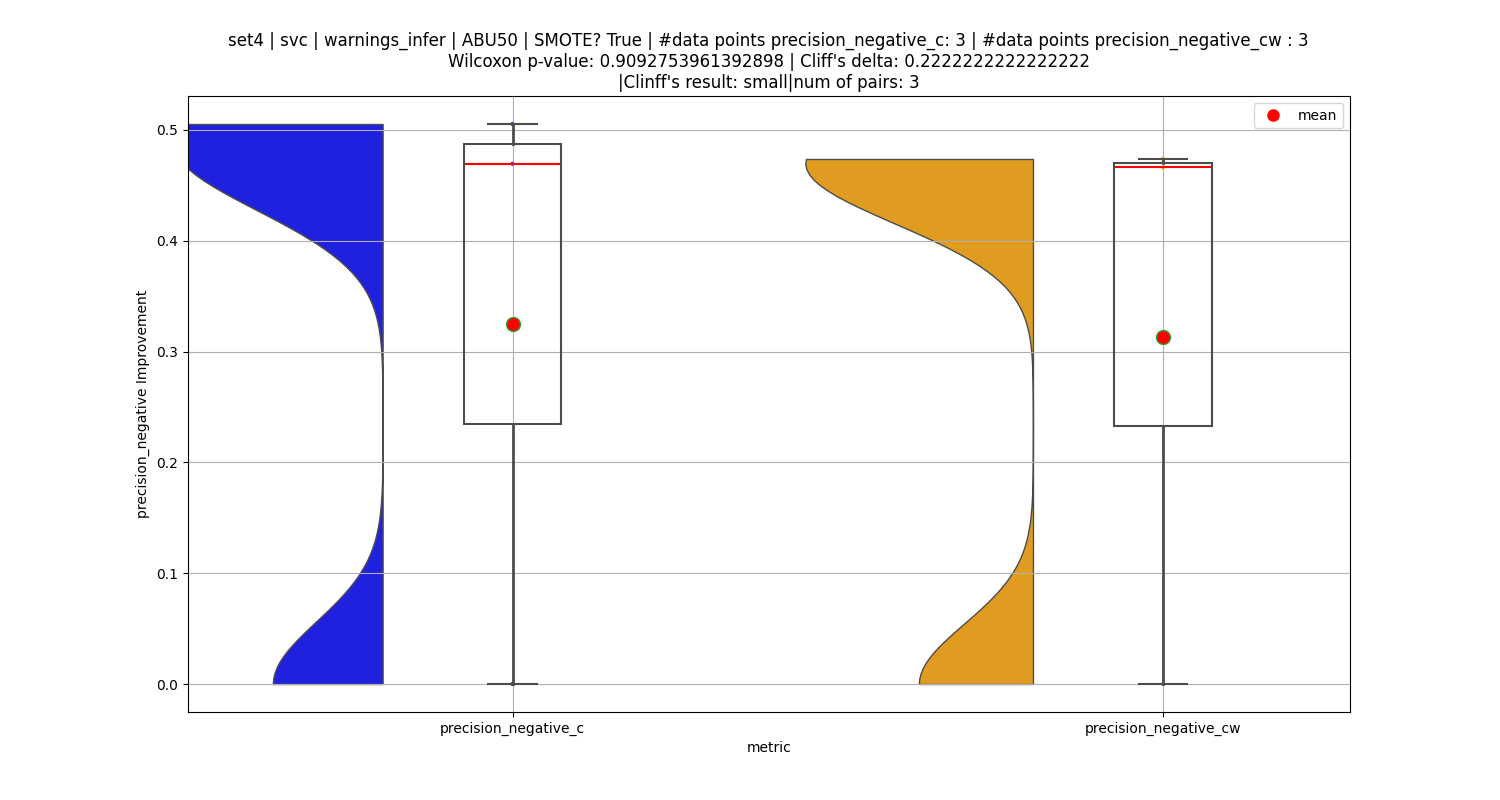 set4 | svc | warnings_infer | ABU50 | SMOTE? True | #data points precision_negative_c: 3 | #data points precision_negative_cw : 3
Wilcoxon p-value: 0.9092753961392898 | Cliff's delta: 0.2222222222222222
|Clinff's result: small|num of pairs: 3
mean
0.5
0.4
0.3
0.2
0.1
0.0
precision_negative Improvement
precision_negative_c
precision_negative_cw
metric